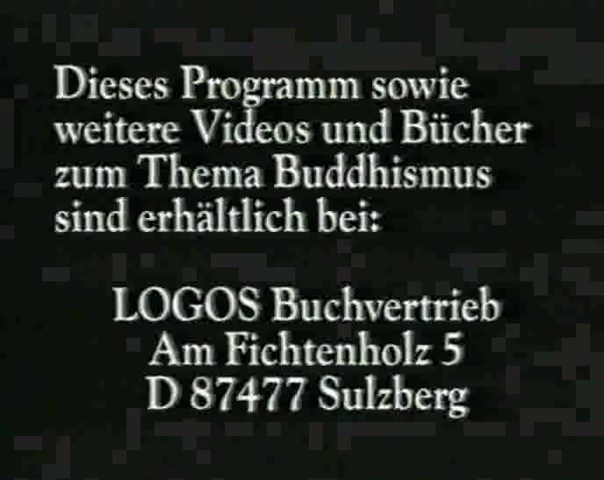 Dieses Programm sowie
weitere Videos und Bücher
zum Thema Buddhismus
sind erhältlich bei:
LOGOS Buchvertrieb
Am Fichtenholz 5
D 87477 Sulzberg